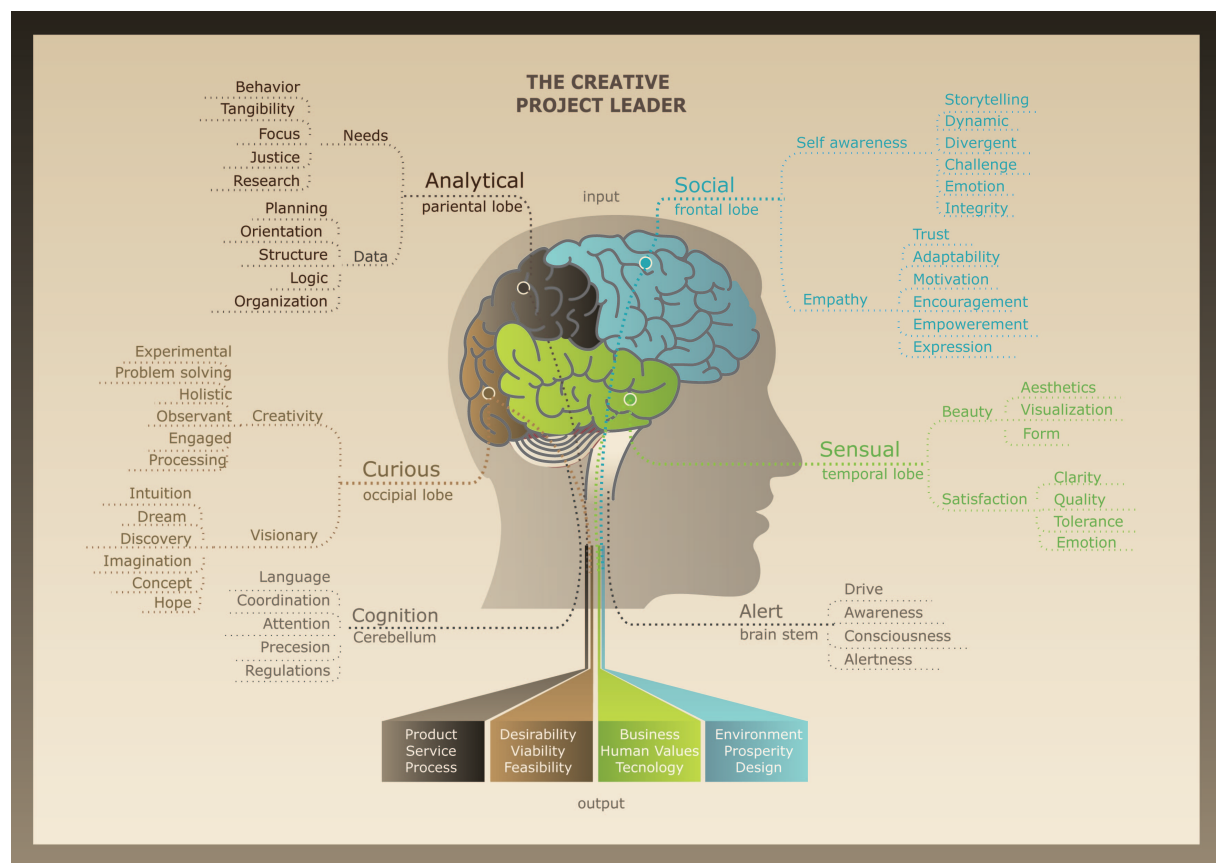 THE CREATIVE
PROJECT LEADER
input
Analytical
pariental lobe
Needs
Behavior
Tangibility
Focus
Justice
Research
Data
Planning
Orientation
Structure
Logic
Organization
Social
frontal lobe
Self awareness
Storytelling
Dynamic
Divergent
Challenge
Emotion
Integrity
Empathy
Trust
Adaptability
Motivation
Encouragement
Empowerement
Expression
Curious
occipial lobe
Creativity
Experimental
Problem solving
Holistic
Observant
Engaged
Processing
Visionary
Intuition
Dream
Discovery
Imagination
Concept
Hope
Sensual
temporal lobe
Beauty
Aesthetics
Visualization
Form
Satisfaction
Clarity
Quality
Tolerance
Emotion
Cognition
Cerebellum
Language
Coordination
Attention
Precesion
Regulations
Alert
brain stem
Drive
Awareness
Consciousness
Alertness
Product
Service
Process
Desirability
Viability
Feasibility
Business
Human Values
Tecnology
Environment
Prosperity
Design
output